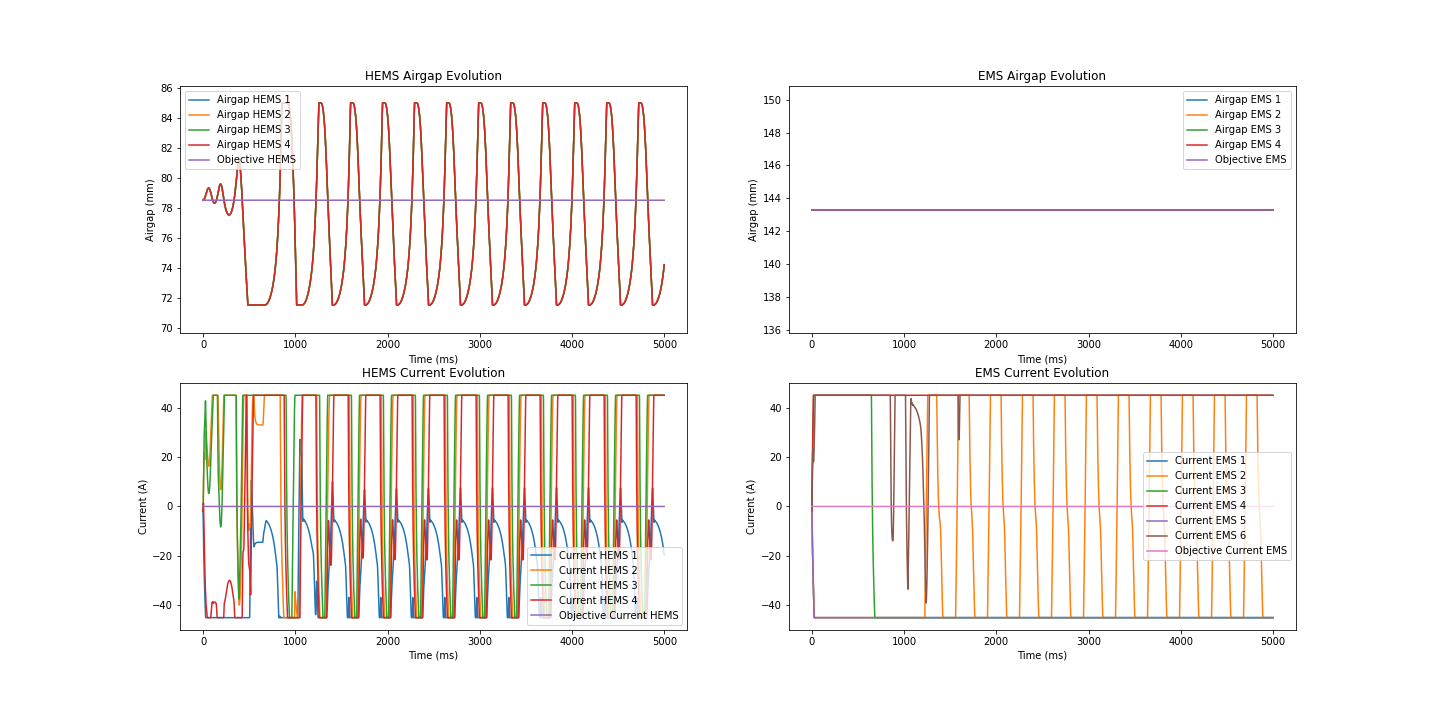 HEMS Airgap Evolution
86
84
82
80
78
76
74
72
70
Airgap (mm)
Airgap HEMS 1
Airgap HEMS 2
Airgap HEMS 3
Airgap HEMS 4
Objective HEMS
0 1000 2000 3000 4000 5000
Time (ms)
EMS Airgap Evolution
150
148
146
144
142
140
138
136
Airgap (mm)
Airgap EMS 1
Airgap EMS 2
Airgap EMS 3
Airgap EMS 4
Objective EMS
0 1000 2000 3000 4000 5000
Time (ms)
HEMS Current Evolution
40
20
0
−20
−40
Current (A)
Current HEMS 1
Current HEMS 2
Current HEMS 3
Current HEMS 4
Objective Current HEMS
0 1000 2000 3000 4000 5000
Time (ms)
EMS Current Evolution
40
20
0
−20
−40
Current (A)
Current EMS 1
Current EMS 2
Current EMS 3
Current EMS 4
Current EMS 5
Current EMS 6
Objective Current EMS
0 1000 2000 3000 4000 5000
Time (ms)